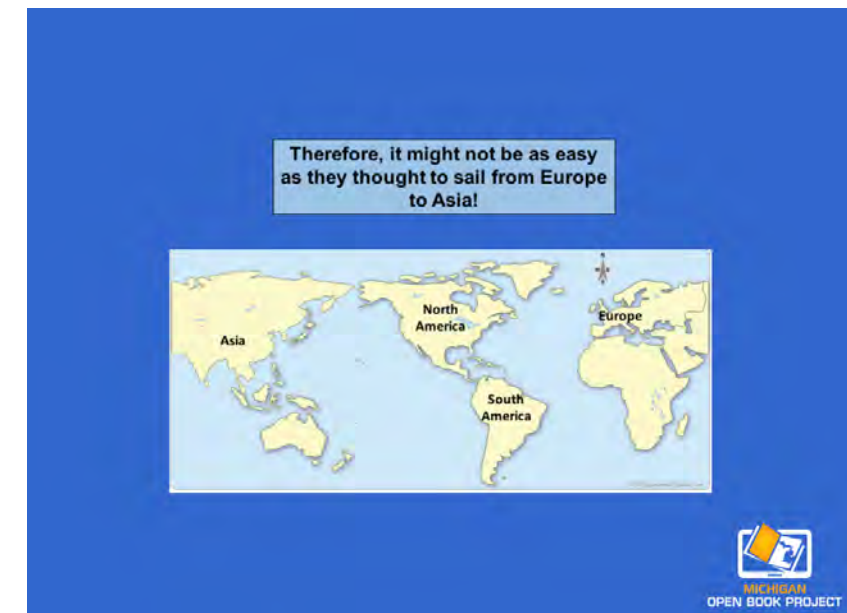 Therefore, it might not be as easy
as they thought to sail from Europe
to Asia!
North
America
Europe
Asia
South
America
MICHIGAN
OPEN BOOK PROJECT